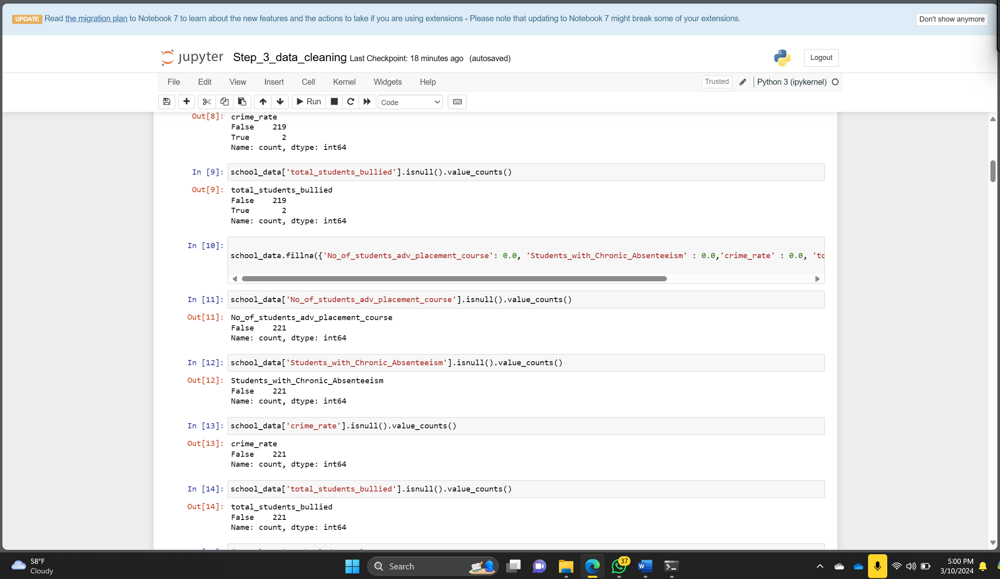 UPDATE Read the migration plan to Notebook 7 to learn about the new features and the actions to take if you are using extensions - Please note that updating to Notebook 7 might break some of your extensions.
Don't show anymore
jupyter Step_3_data_cleaning Last Checkpoint: 18 minutes ago (autosaved)
Logout
File Edit View Insert Cell Kernel Widgets Help
Trusted Python 3 (ipykernel)
Run Code
Out[8]: crime_rate
False 219
True 2
Name: count, dtype: int64
In [9]: school_data['total_students_bullied'].isnull().value_counts()
Out[9]: total_students_bullied
False 219
True 2
Name: count, dtype: int64
In [10]:
school_data.fillna({'No_of_students_adv_placement_course': 0.0, 'Students_with_Chronic_Absenteeism' : 0.0,'crime_rate' : 0.0, 'to
In [11]: school_data['No_of_students_adv_placement_course'].isnull().value_counts()
Out[11]: No_of_students_adv_placement_course
False 221
Name: count, dtype: int64
In [12]: school_data['Students_with_Chronic_Absenteeism'].isnull().value_counts()
Out[12]: Students_with_Chronic_Absenteeism
False 221
Name: count, dtype: int64
In [13]: school_data['crime_rate'].isnull().value_counts()
Out[13]: crime_rate
False 221
Name: count, dtype: int64
In [14]: school_data['total_students_bullied'].isnull().value_counts()
Out[14]: total_students_bullied
False 221
Name: count, dtype: int64
58°F
Cloudy
Search
37
W
5:00 PM
3/10/2024